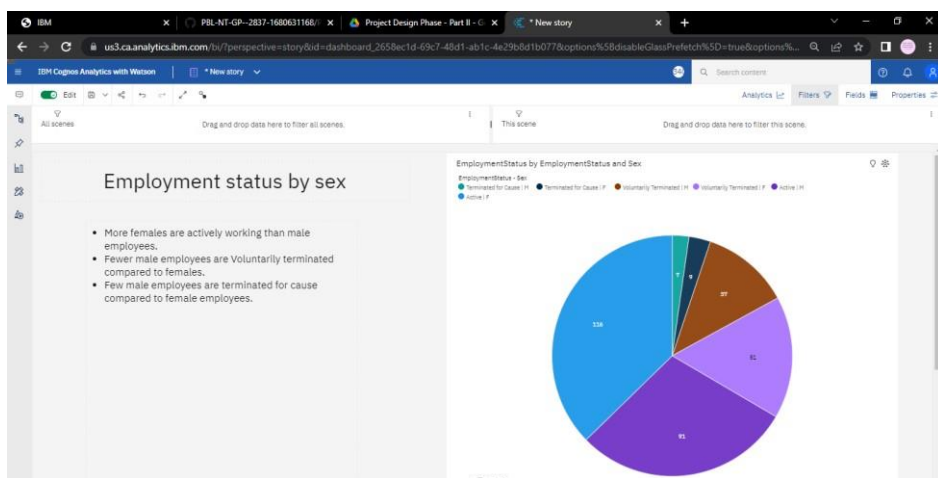 IBM
PBL-NT-GP--2837-1680631168/
Project Design Phase - Part II - G
* New story
us3.ca.analytics.ibm.com/bi/?perspective=story&id=dashboard_2658ec1d-69c7-48d1-ab1c-4e29b8d1b077&options%5BdisableGlassPrefetch%5D=true&options%...
IBM Cognos Analytics with Watson
* New story
Search content
Edit
Analytics
Filters
Fields
Properties
All scenes
Drag and drop data here to filter all scenes.
This scene
Drag and drop data here to filter this scene.
Employment status by sex
• More females are actively working than male
employees.
• Fewer male employees are Voluntarily terminated
compared to females.
• Few male employees are terminated for cause
compared to female employees.
EmploymentStatus by EmploymentStatus and Sex
EmploymentStatus - Sex
Terminated for Cause | M
Terminated for Cause | F
Voluntarily Terminated | M
Voluntarily Terminated | F
Active | M
Active | F
7
9
37
51
91
116